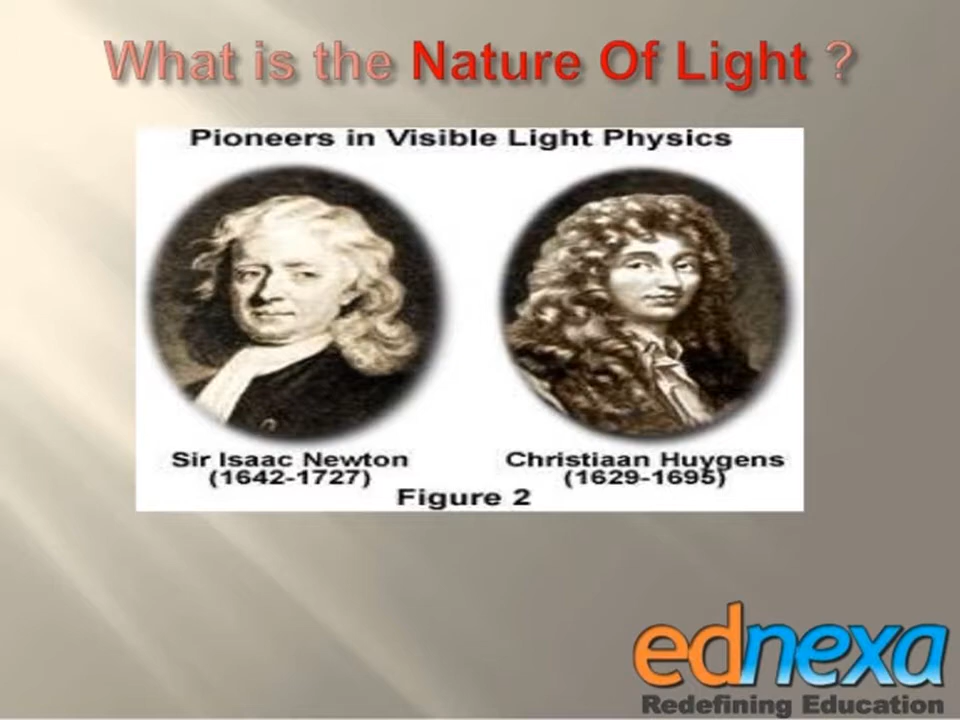 What is the Nature Of Light ?
Pioneers in Visible Light Physics
Sir Isaac Newton
(1642-1727)
Christiaan Huygens
(1629-1695)
Figure 2
ednexa
Redefining Education